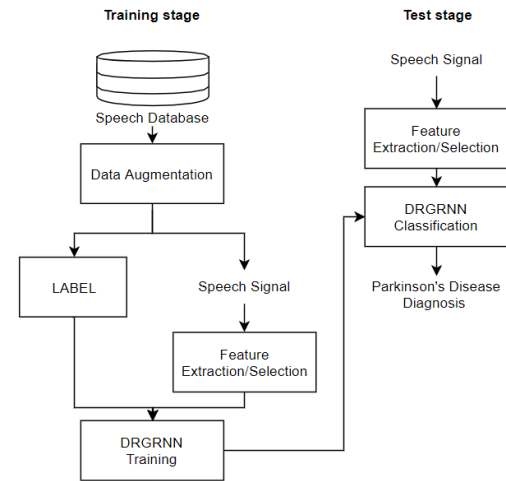 Training stage
Speech Database
Data Augmentation
LABEL
Speech Signal
Feature
Extraction/Selection
DRGRNN
Training
Test stage
Speech Signal
Feature
Extraction/Selection
DRGRNN
Classification
Parkinson's Disease
Diagnosis